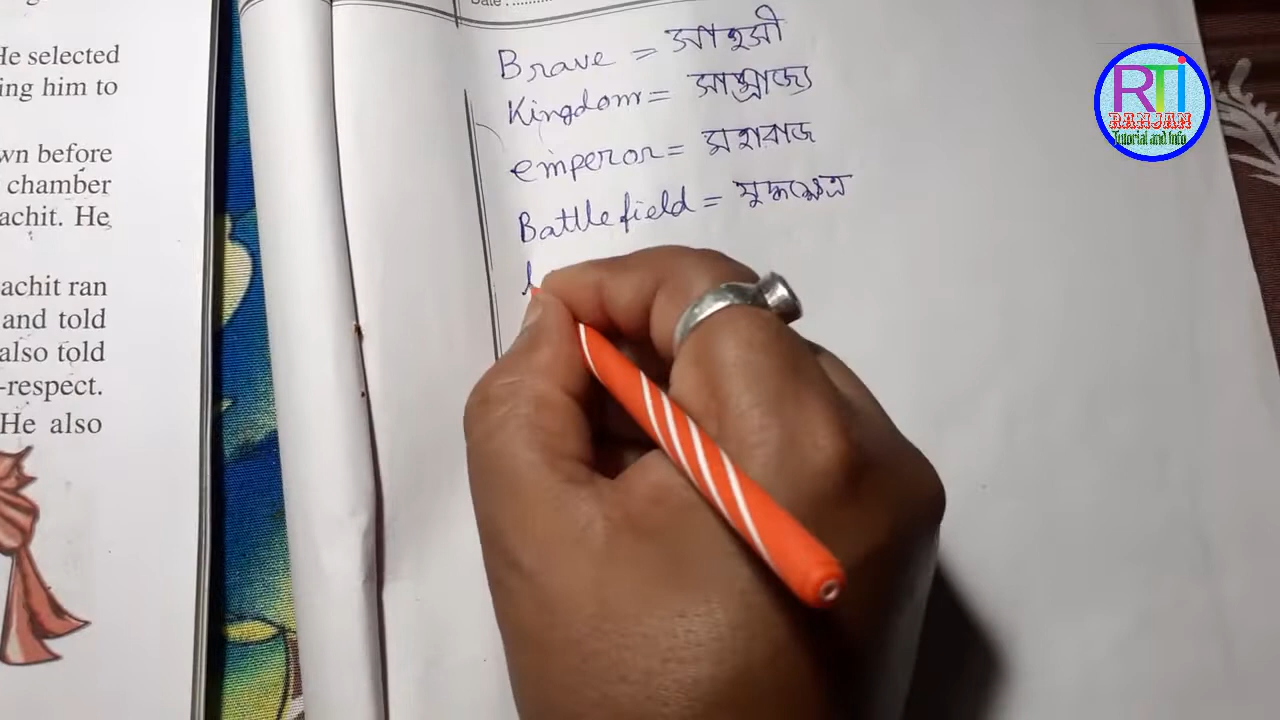 He selected
ing him to
wn before
chamber
achit. He
achit ran
and told
also told
-respect.
He also
Date : ..........
Brave = সাহসী
Kingdom = সাম্রাজ্য
emperor = মহারাজ
Battlefield = যুদ্ধক্ষেত্র
RTI
RANJAN
Tutorial and Info